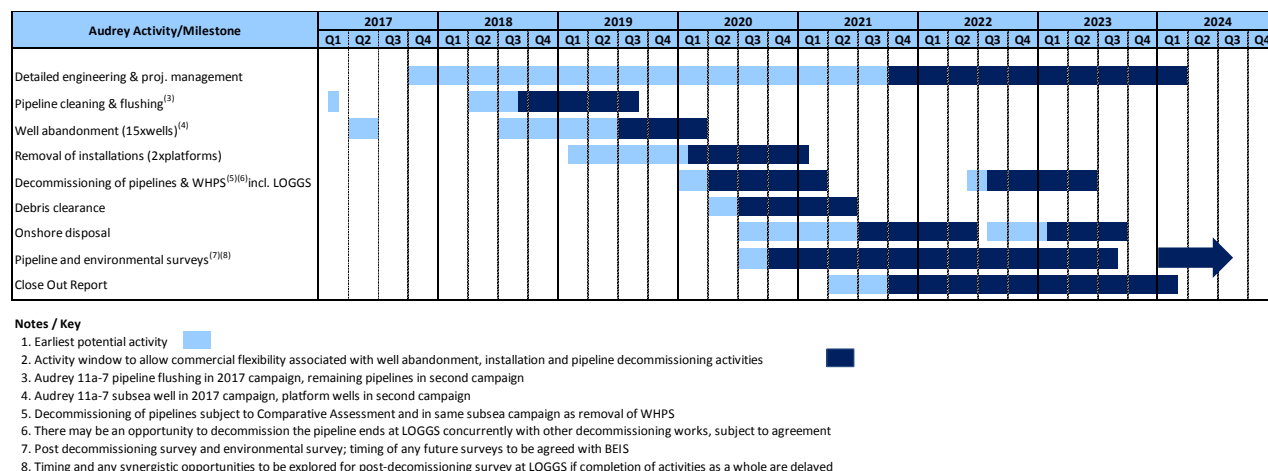 Audrey Activity/Milestone
2017 2018 2019 2020 2021 2022 2023 2024
Q1 Q2 Q3 Q4 Q1 Q2 Q3 Q4 Q1 Q2 Q3 Q4 Q1 Q2 Q3 Q4 Q1 Q2 Q3 Q4 Q1 Q2 Q3 Q4 Q1 Q2 Q3 Q4 Q1 Q2 Q3 Q4
Detailed engineering & proj. management
Pipeline cleaning & flushing(3)
Well abandonment (15xwells)(4)
Removal of installations (2xplatforms)
Decommissioning of pipelines & WHPS(5)(6)incl. LOGGS
Debris clearance
Onshore disposal
Pipeline and environmental surveys(7)(8)
Close Out Report
Notes / Key
1. Earliest potential activity
2. Activity window to allow commercial flexibility associated with well abandonment, installation and pipeline decommissioning activities
3. Audrey 11a-7 pipeline flushing in 2017 campaign, remaining pipelines in second campaign
4. Audrey 11a-7 subsea well in 2017 campaign, platform wells in second campaign
5. Decommissioning of pipelines subject to Comparative Assessment and in same subsea campaign as removal of WHPS
6. There may be an opportunity to decommission the pipeline ends at LOGGS concurrently with other decommissioning works, subject to agreement
7. Post decommissioning survey and environmental survey; timing of any future surveys to be agreed with BEIS
8. Timing and any synergistic opportunities to be explored for post-decomissioning survey at LOGGS if completion of activities as a whole are delayed